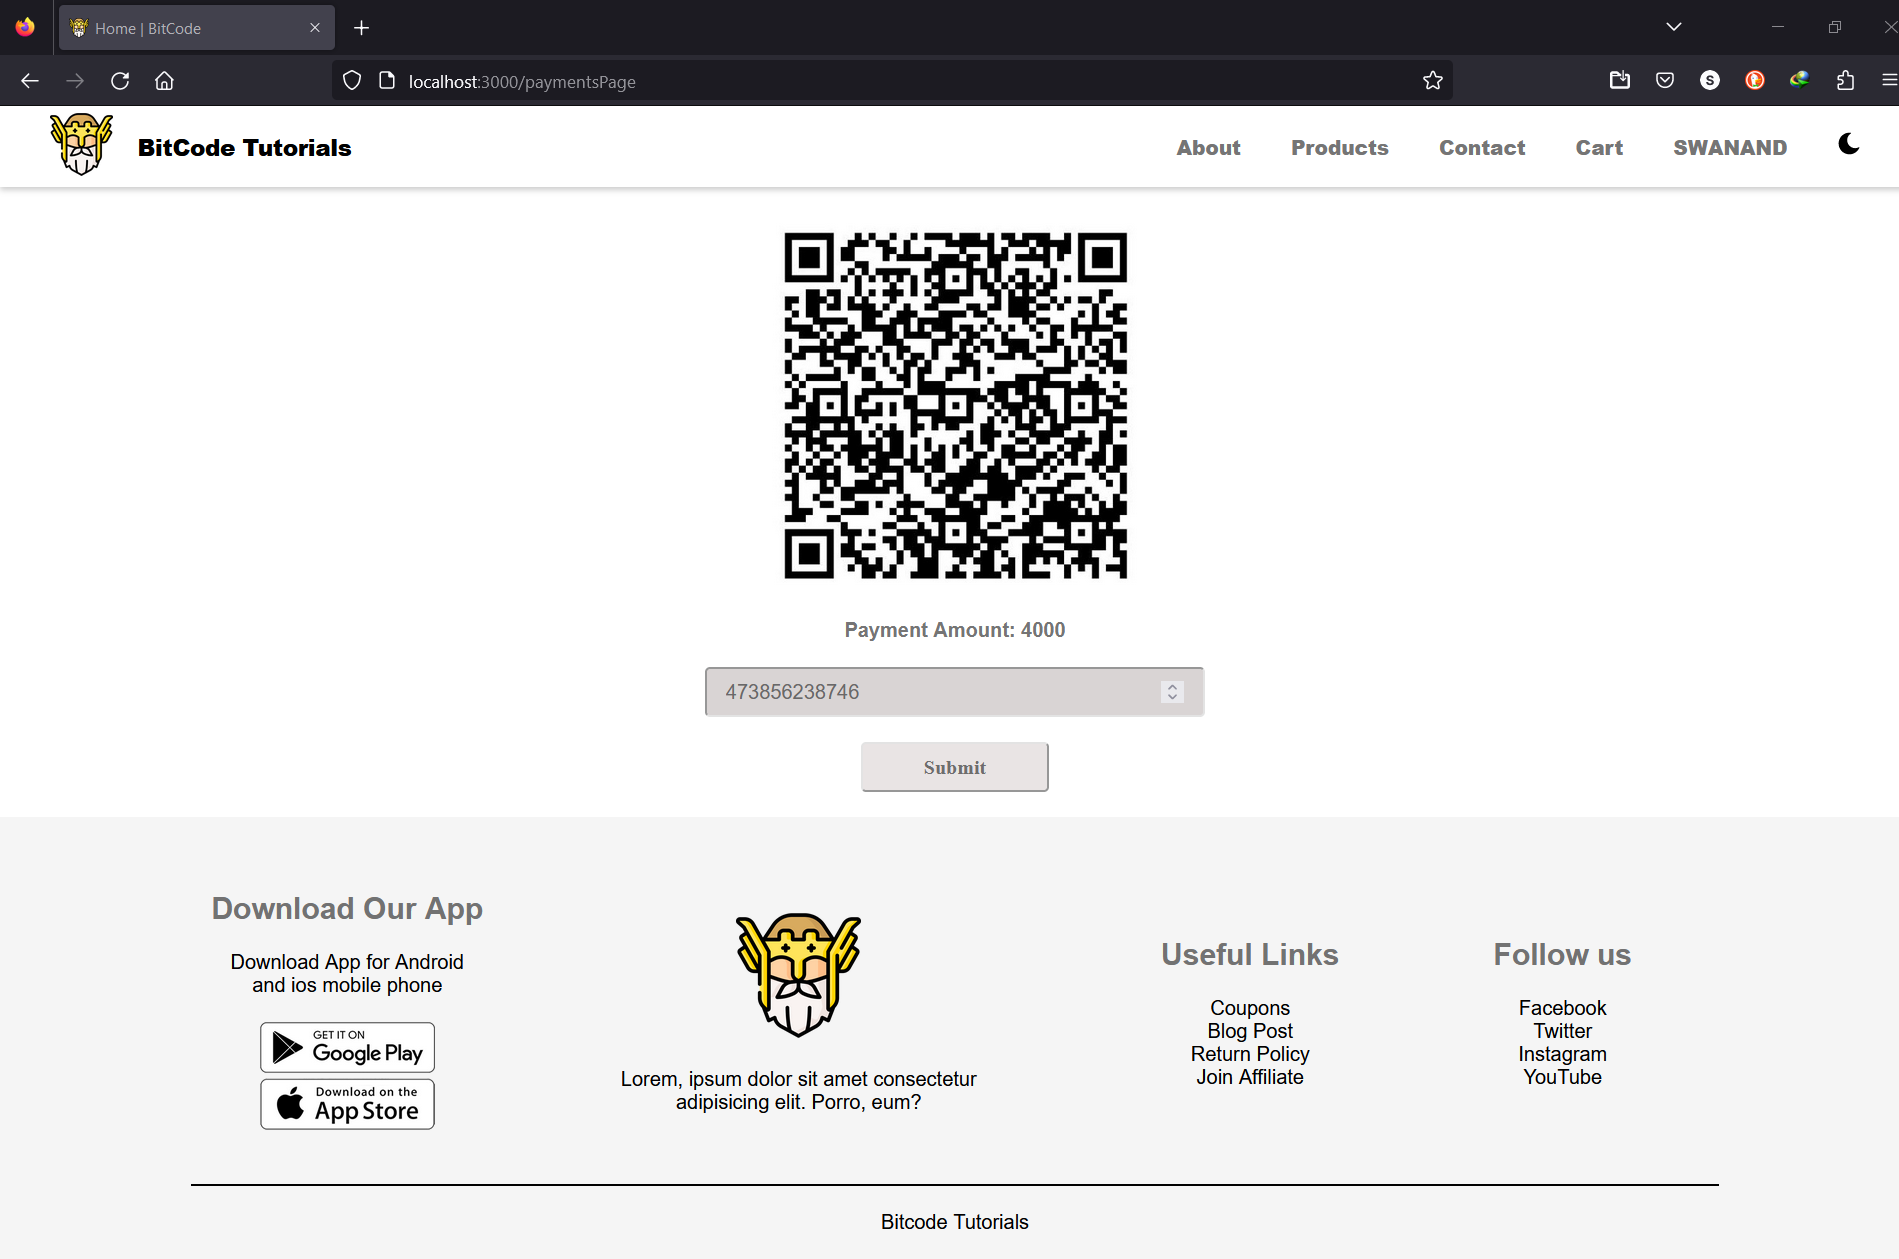 Home | BitCode
localhost:3000/paymentsPage
S
BitCode Tutorials
About
Products
Contact
Cart
SWANAND
Payment Amount: 4000
473856238746
Submit
Download Our App
Download App for Android
and ios mobile phone
GET IT ON
Google Play
Download on the
App Store
Lorem, ipsum dolor sit amet consectetur
adipisicing elit. Porro, eum?
Useful Links
Coupons
Blog Post
Return Policy
Join Affiliate
Follow us
Facebook
Twitter
Instagram
YouTube
Bitcode Tutorials